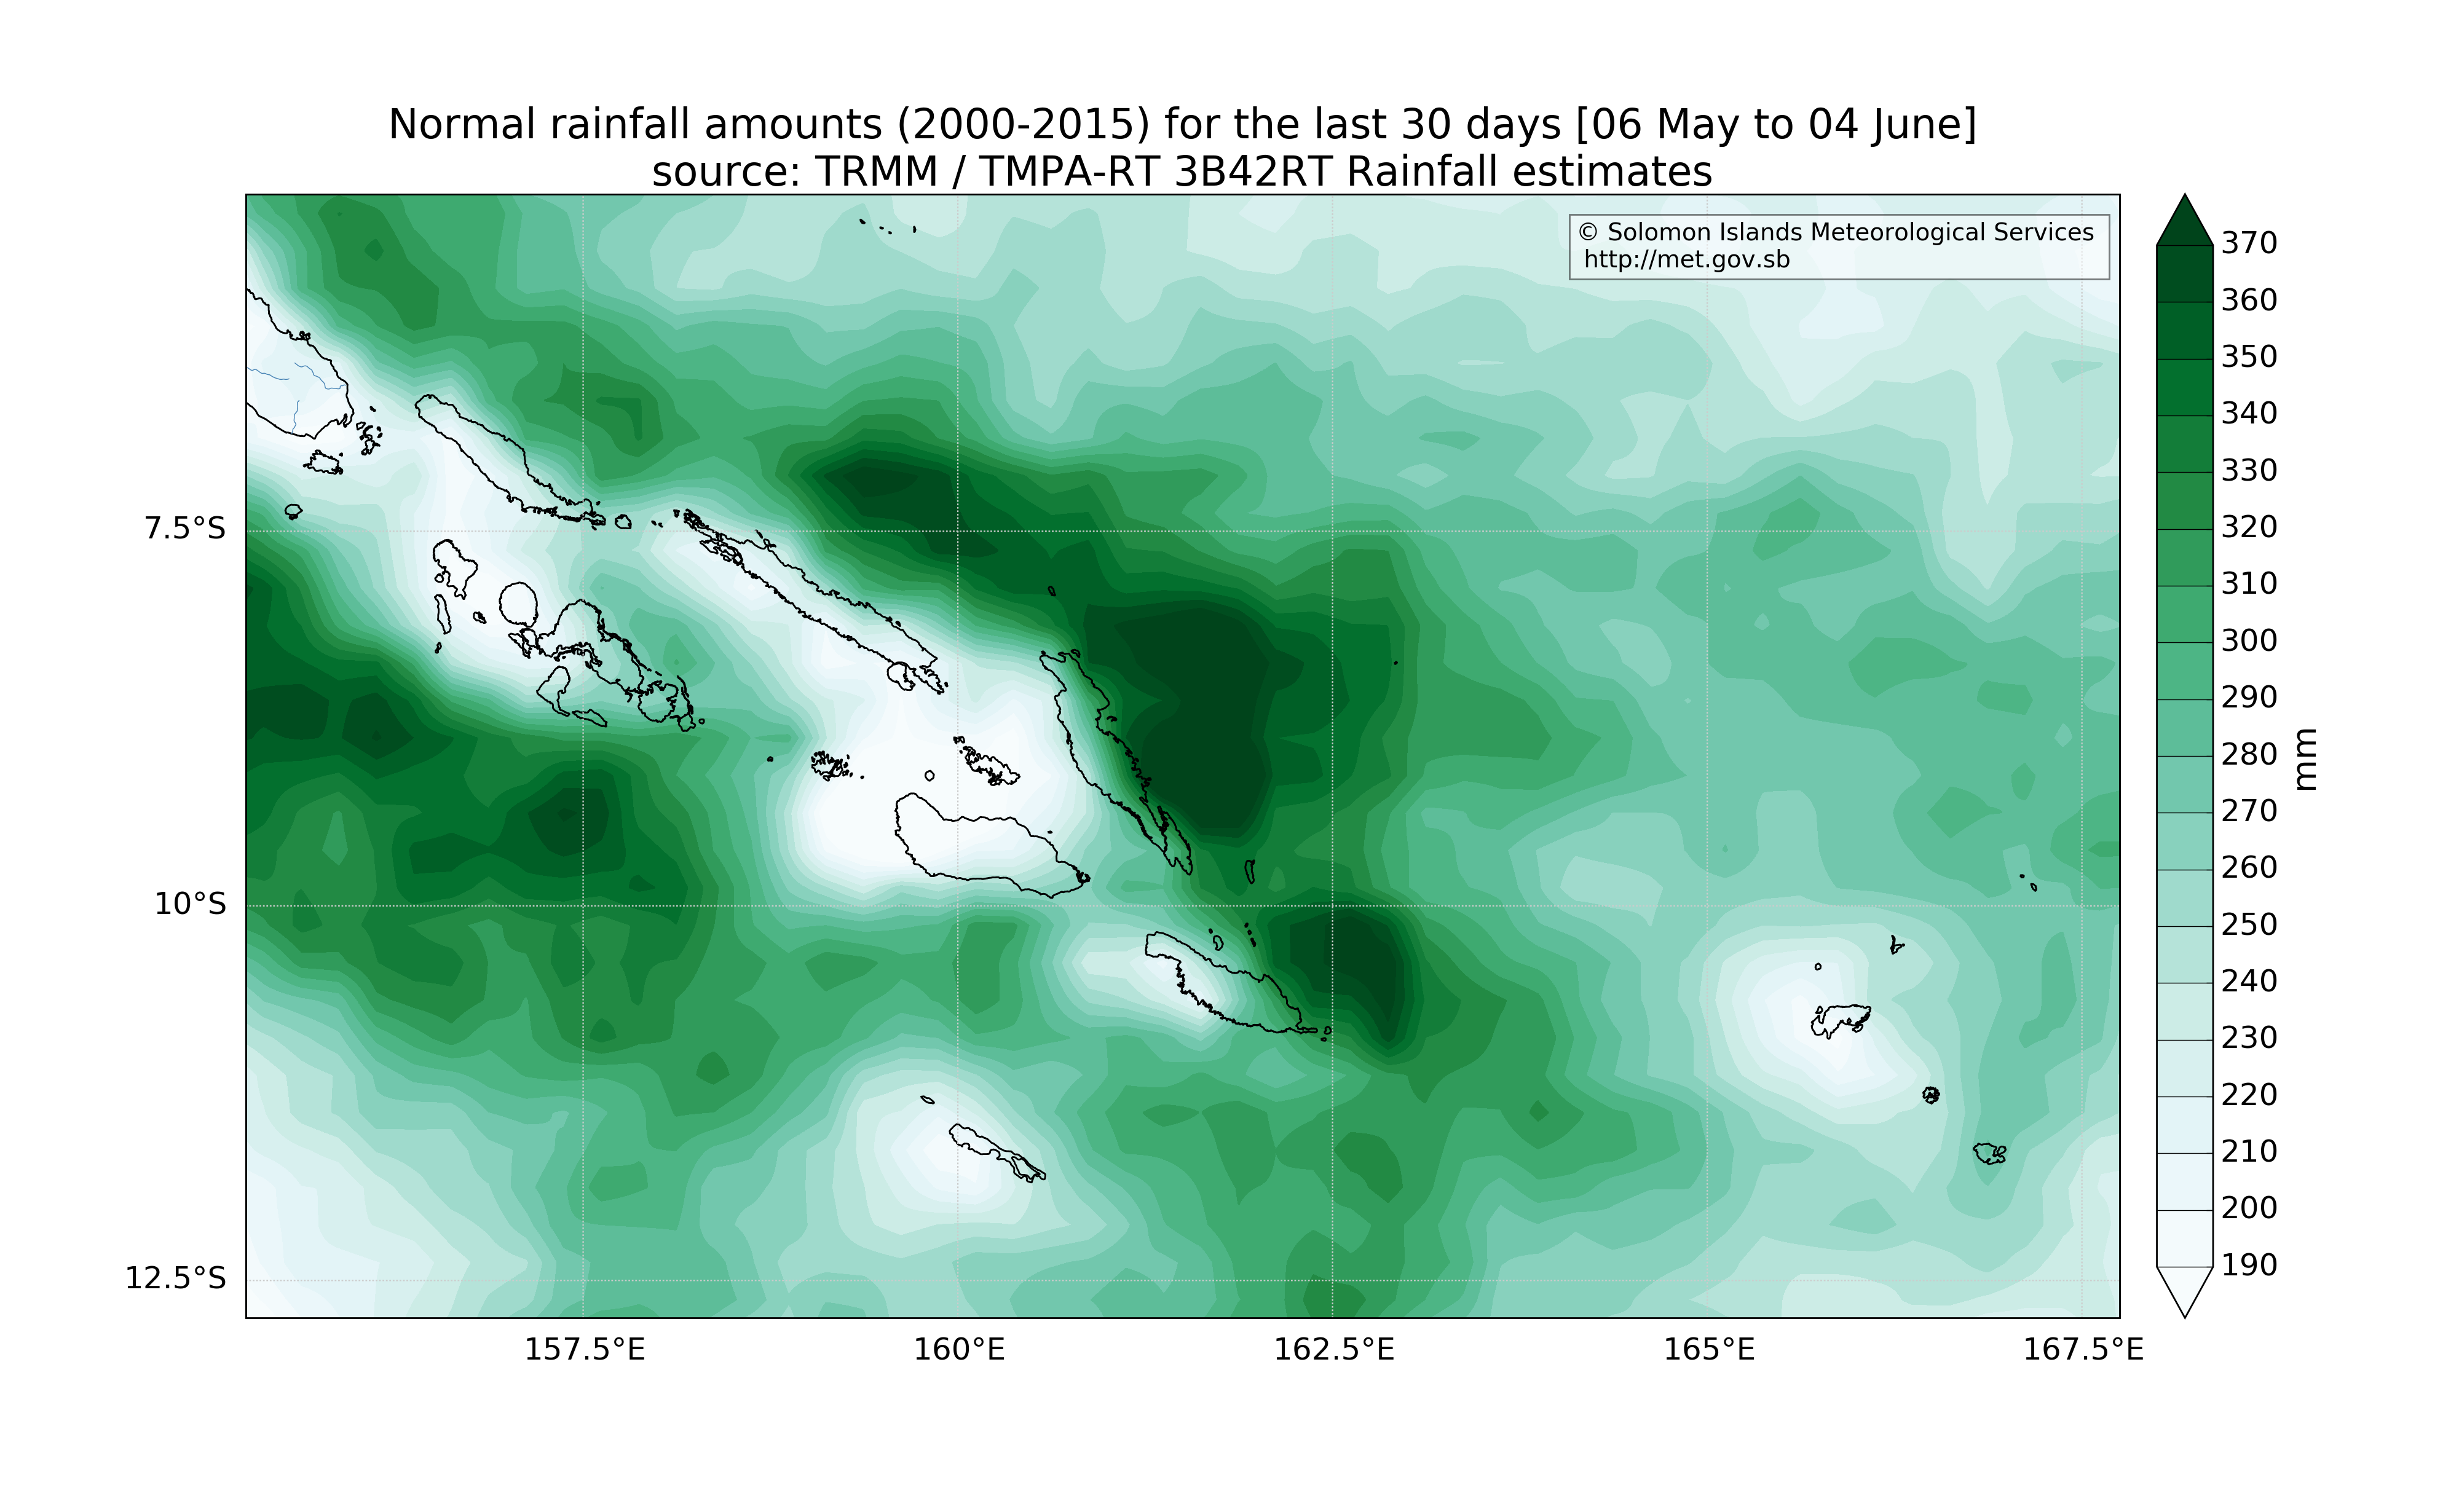 Normal rainfall amounts (2000-2015) for the last 30 days [06 May to 04 June]
source: TRMM / TMPA-RT 3B42RT Rainfall estimates
© Solomon Islands Meteorological Services
http://met.gov.sb
7.5°S
10°S
12.5°S
157.5°E
160°E
162.5°E
165°E
167.5°E
370
360
350
340
330
320
310
300
290
280
270
260
250
240
230
220
210
200
190
mm